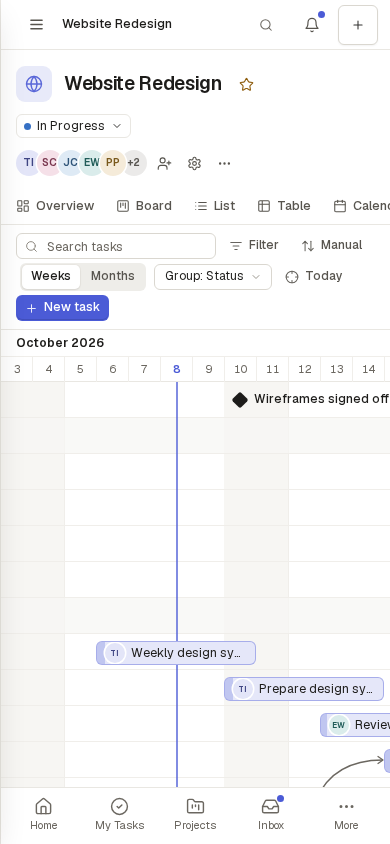 Website Redesign
Website Redesign
In Progress
TI SC JC EW PP +2
Overview Board List Table
Search tasks Filter Manual
Weeks Months Group: Status Today
New task
October 2026
3 4 5 6 7 8 9 10 11 12 13 14
Wireframes signed off
TI Weekly design sy...
TI Prepare design sy...
EW
Home My Tasks Projects Inbox More